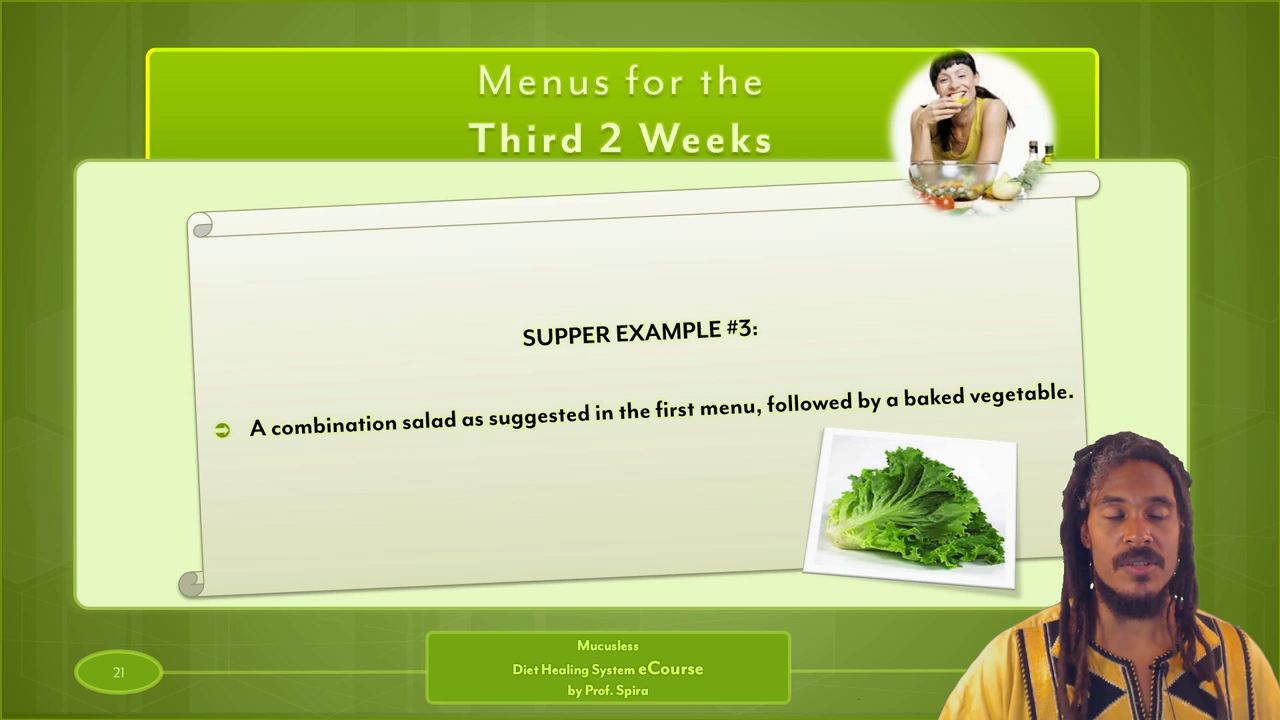 Menus for the
Third 2 Weeks
SUPPER EXAMPLE #3:
A combination salad as suggested in the first menu, followed by a baked vegetable.
21
Mucusless
Diet Healing System eCourse
by Prof. Spira